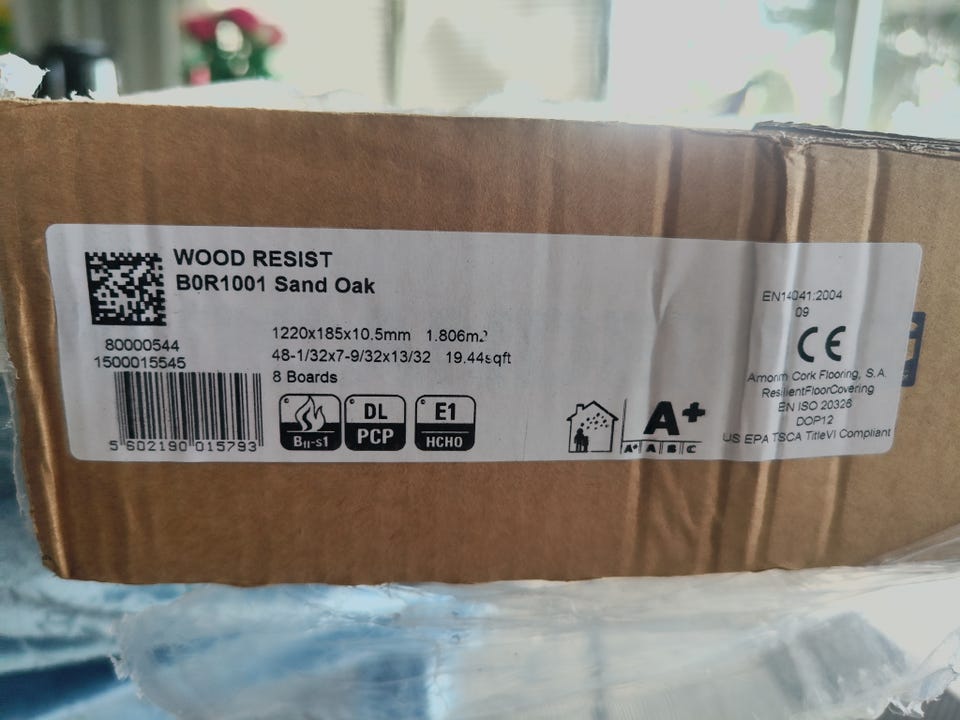 WOOD RESIST
B0R1001 Sand Oak
80000544
1500015545
1220x185x10.5mm 1.806m²
48-1/32x7-9/32x13/32 19.44sqft
8 Boards
5 602190 015793
Bfl-s1
DL
PCP
E1
HCHO
A+
A+ A B C
EN14041:2004
09
CE
Amorim Cork Flooring, S.A.
ResilientFloorCovering
EN ISO 20326
DOP12
US EPA TSCA TitleVI Compliant